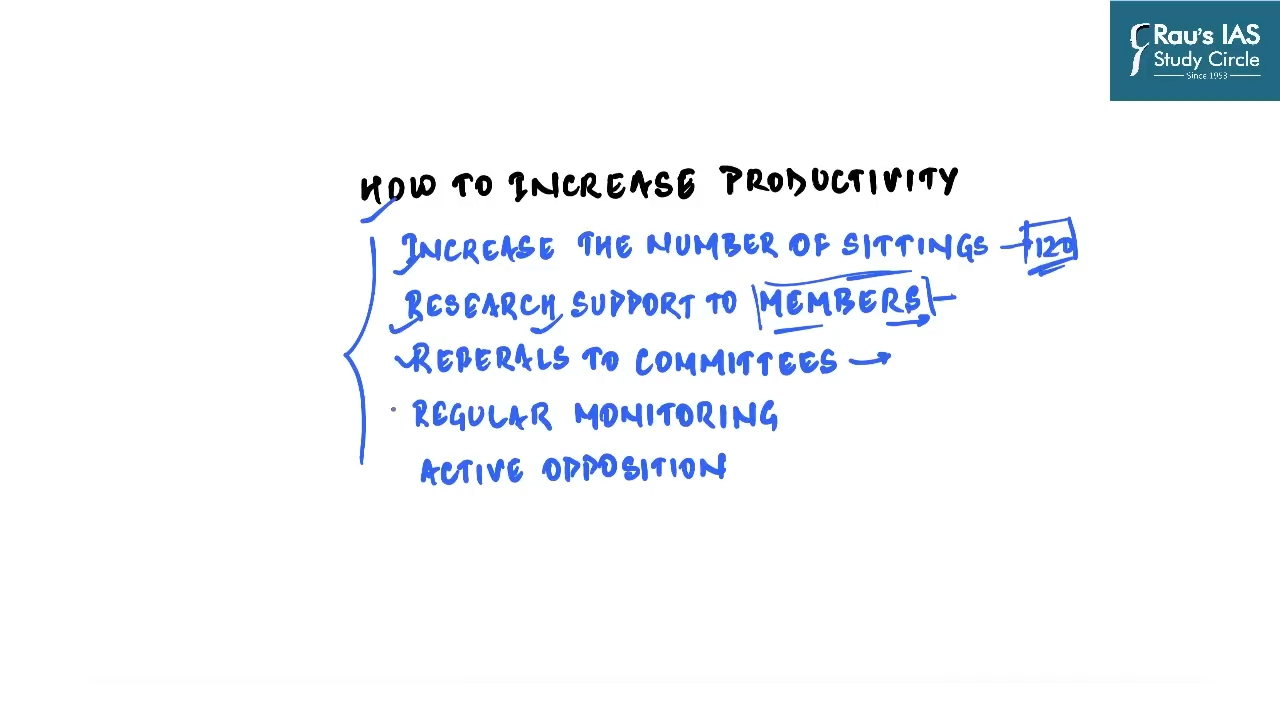 Rau's IAS
Study Circle
Since 1953
HOW TO INCREASE PRODUCTIVITY
INCREASE THE NUMBER OF SITTINGS → 120
RESEARCH SUPPORT TO MEMBERS –
REFERALS TO COMMITTEES →
REGULAR MONITORING
ACTIVE OPPOSITION